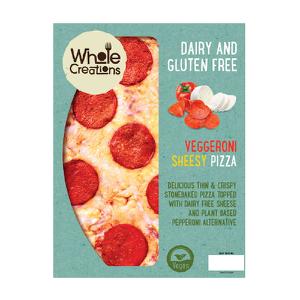 Whole
Creations
DAIRY AND
GLUTEN FREE
VEGGERONI
SHEESY PIZZA
DELICIOUS THIN & CRISPY
STONEBAKED PIZZA TOPPED
WITH DAIRY FREE SHEESE
AND PLANT BASED
PEPPERONI ALTERNATIVE
Vegan